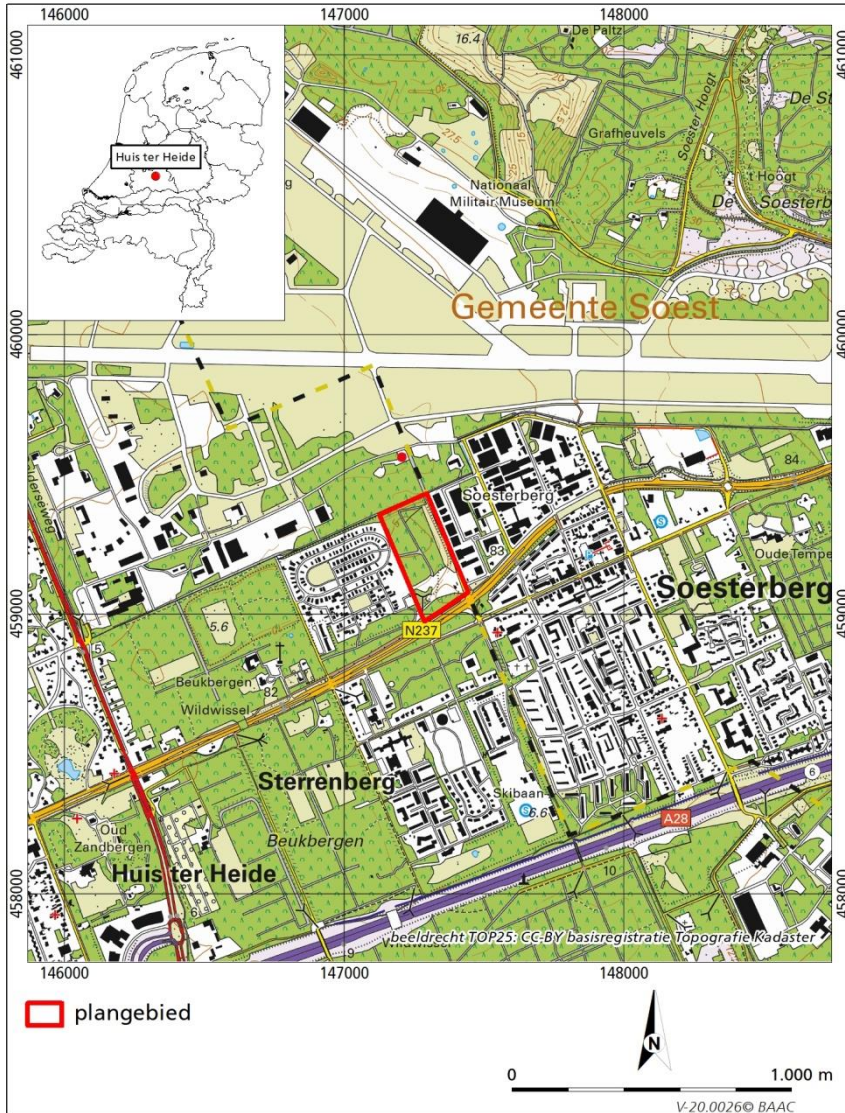 146000 147000 148000
461000 461000
16.4
De Paltz
De St
Grafheuvels
Soester Hoogt
't Hoogt
De Soesterb
Huis ter Heide
27.5
Nationaal
Militair Museum
Gemeente Soest
460000 460000
Soesterberg
84
83
Oude Tempe
Soesterberg
459000 459000
N237
5.6
Beukbergen
82
Wildwissel
Sterrenberg
Skibaan
6.6
6
A28
Oud
Zandbergen
Beukbergen
Huis ter Heide
10
458000 458000
6
9
beeldrecht TOP25: CC-BY basisregistratie Topografie Kadaster
146000 147000 148000
plangebied
N
0 1.000 m
V-20.0026© BAAC